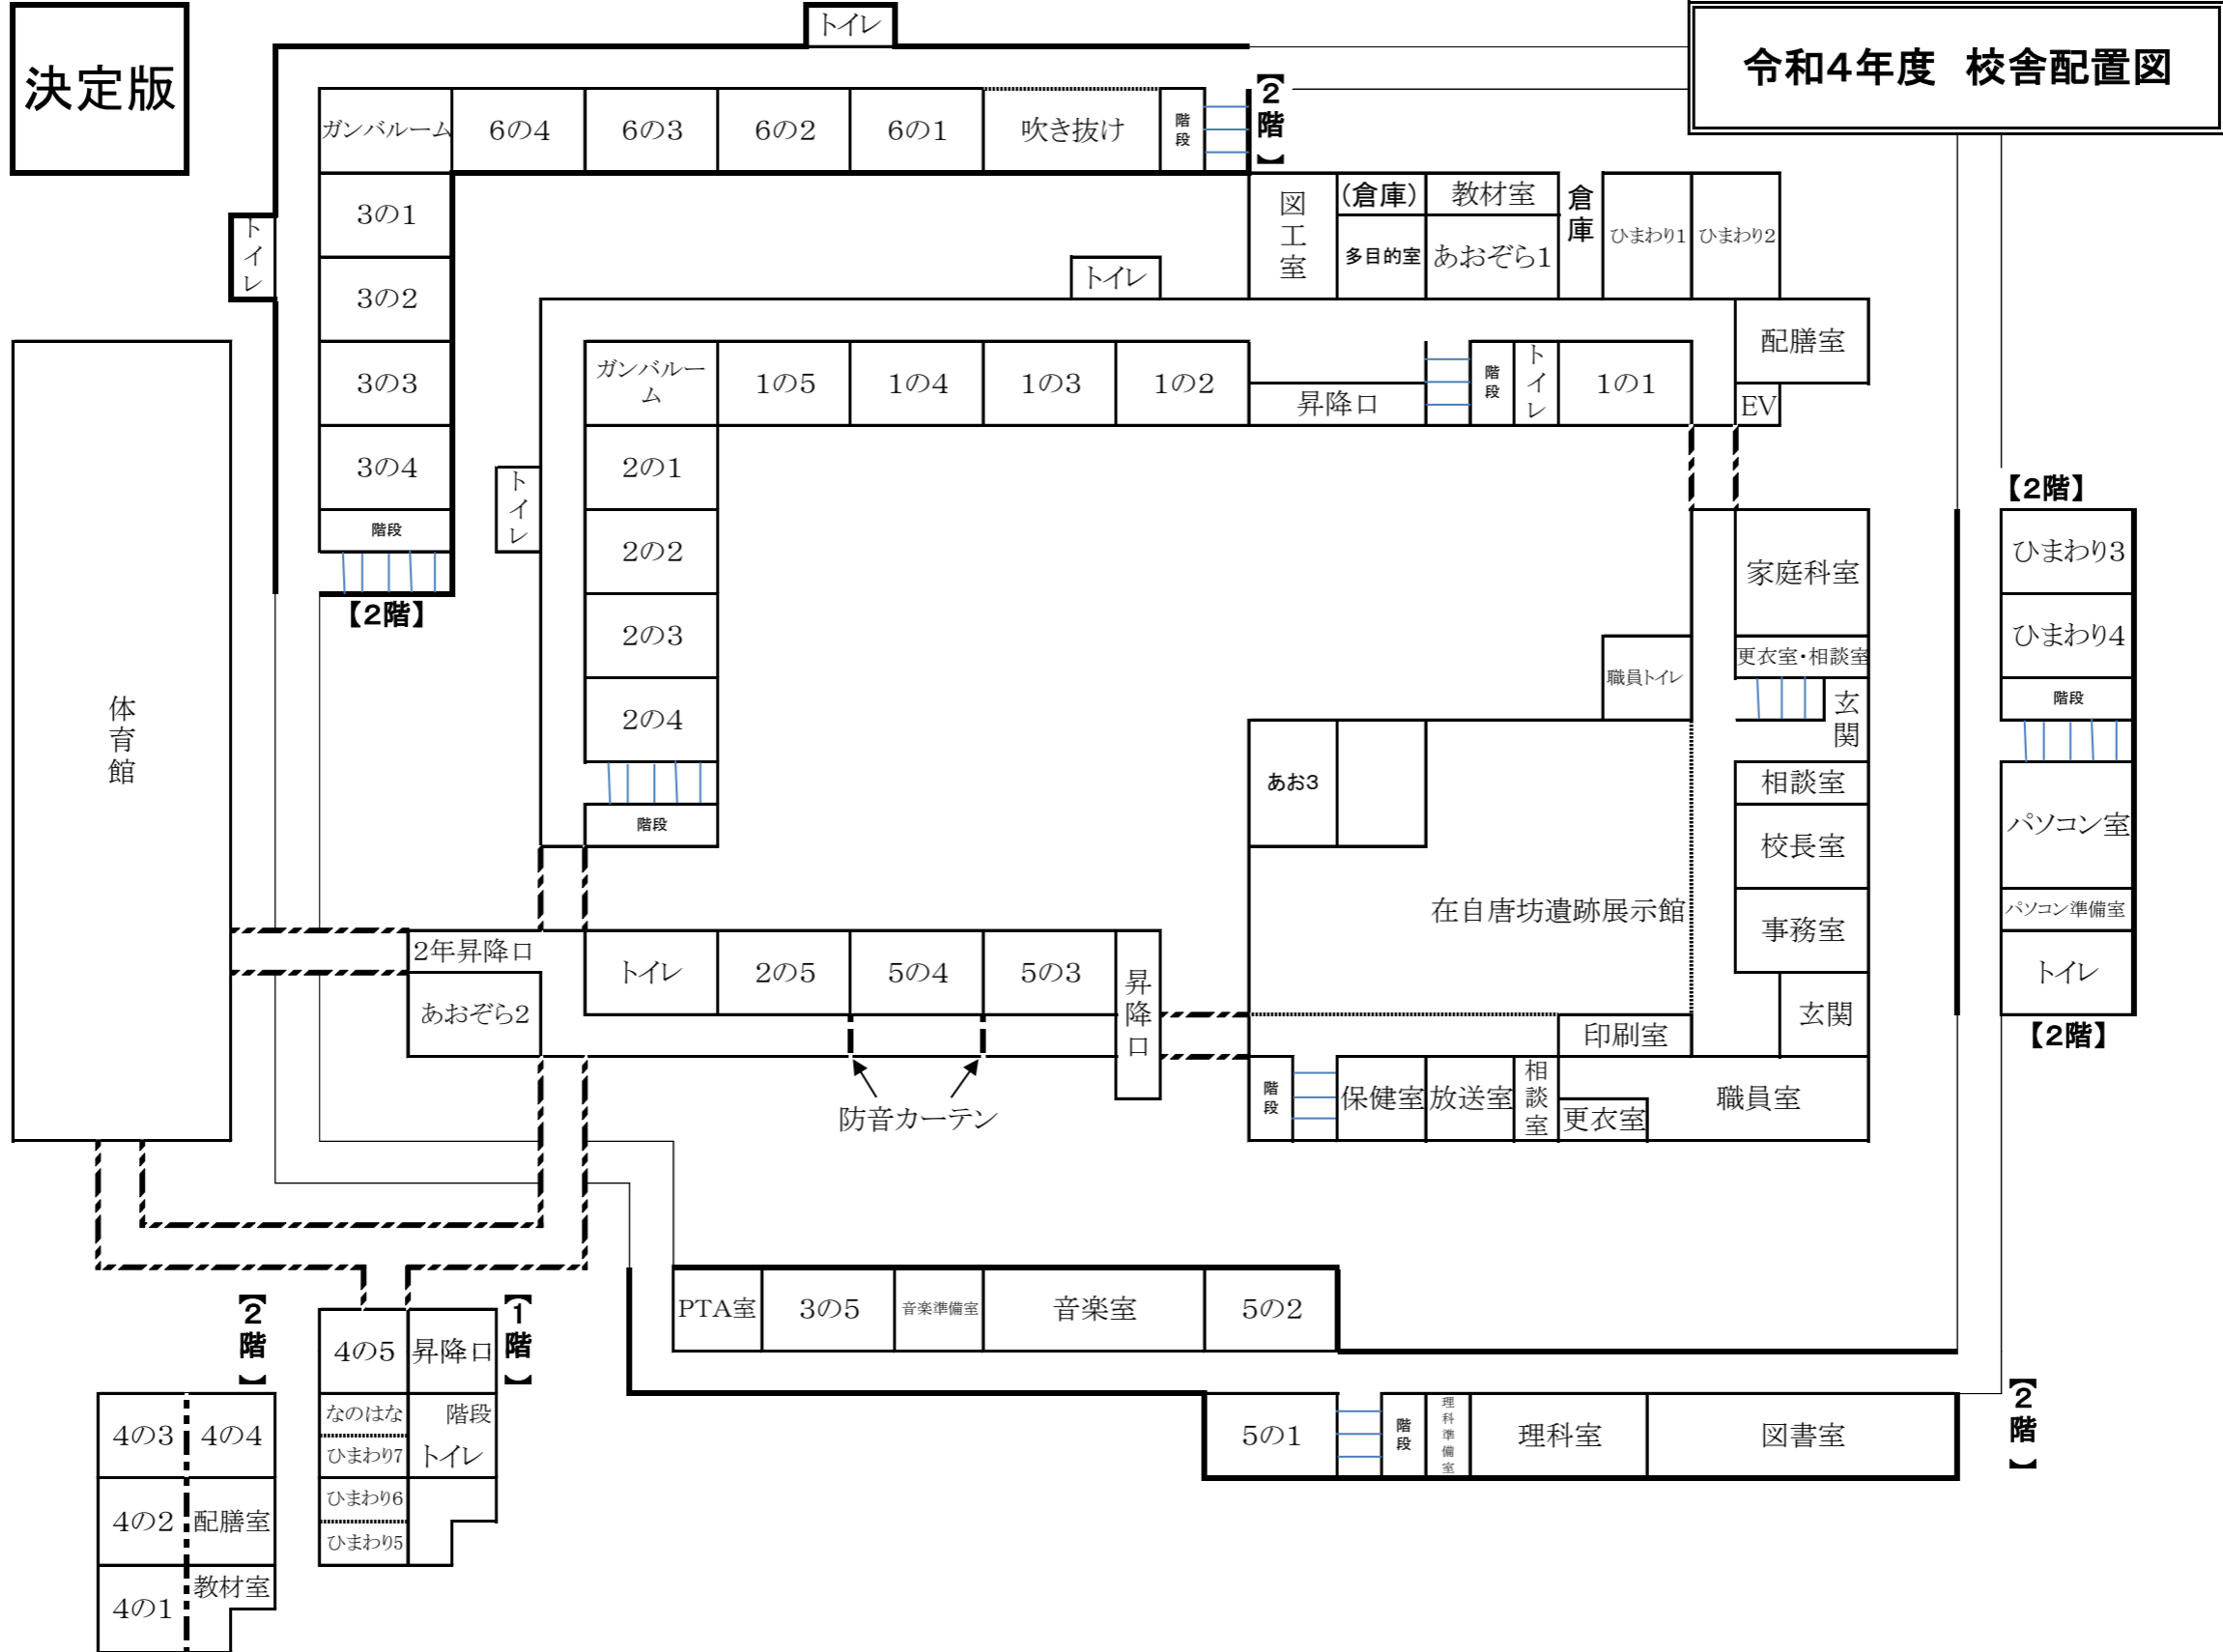 決定版
令和4年度 校舎配置図
トイレ
ガンバルーム
6の4
6の3
6の2
6の1
吹き抜け
階段
【2階】
3の1
3の2
3の3
3の4
階段
【2階】
トイレ
図工室
(倉庫)
多目的室
教材室
あおぞら1
倉庫
ひまわり1
ひまわり2
トイレ
配膳室
EV
ガンバルーム
1の5
1の4
1の3
1の2
昇降口
階段
トイレ
1の1
2の1
2の2
2の3
2の4
階段
トイレ
体育館
家庭科室
更衣室・相談室
職員トイレ
玄関
相談室
校長室
事務室
玄関
あお3
在自唐坊遺跡展示館
印刷室
職員室
階段
保健室
放送室
相談室
更衣室
【2階】
ひまわり3
ひまわり4
階段
パソコン室
パソコン準備室
トイレ
【2階】
2年昇降口
あおぞら2
トイレ
2の5
5の4
5の3
昇降口
防音カーテン
PTA室
3の5
音楽準備室
音楽室
5の2
5の1
階段
理科準備室
理科室
図書室
【2階】
【2階】
4の3
4の4
4の2
配膳室
4の1
教材室
【1階】
4の5
昇降口
なのはな
階段
ひまわり7
トイレ
ひまわり6
ひまわり5